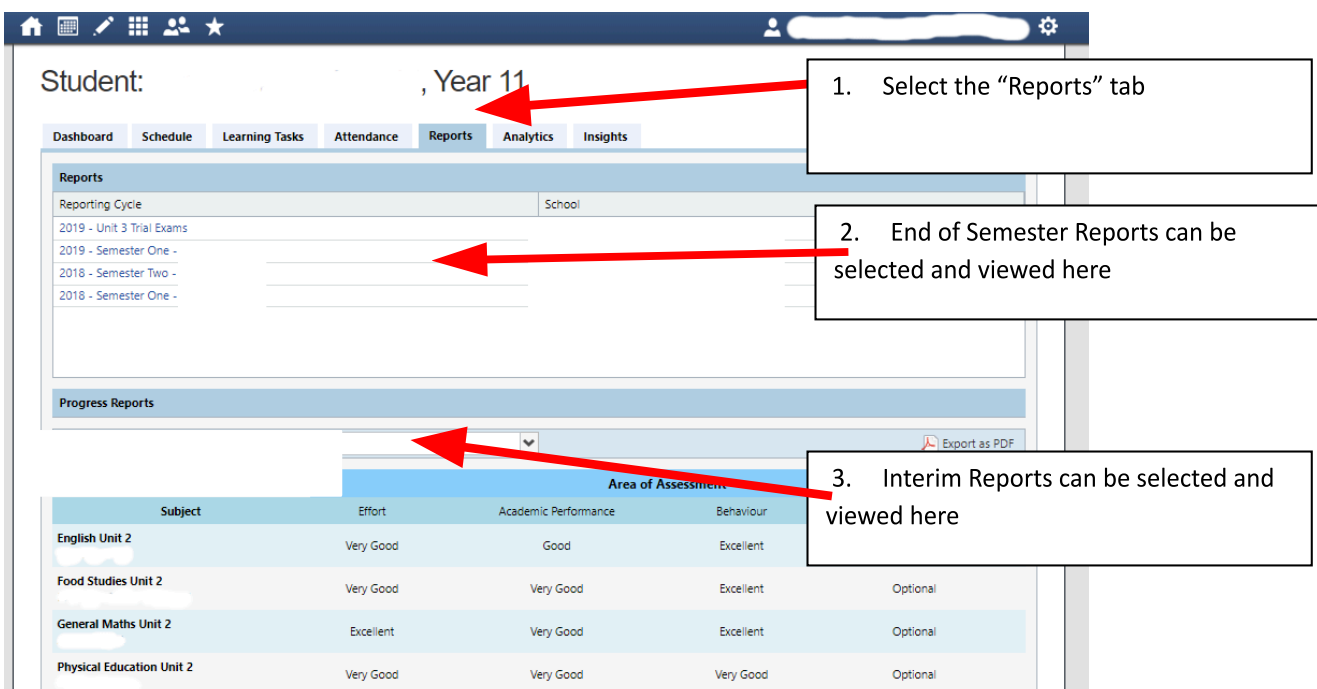 Student: , Year 11
1. Select the “Reports” tab
Dashboard Schedule Learning Tasks Attendance Reports Analytics Insights
Reports
Reporting Cycle School
2019 - Unit 3 Trial Exams
2019 - Semester One -
2018 - Semester Two -
2018 - Semester One -
2. End of Semester Reports can be
selected and viewed here
Progress Reports
Export as PDF
3. Interim Reports can be selected and
viewed here
Area of Assessment
Subject Effort Academic Performance Behaviour
English Unit 2 Very Good Good Excellent
Food Studies Unit 2 Very Good Very Good Excellent Optional
General Maths Unit 2 Excellent Very Good Excellent Optional
Physical Education Unit 2 Very Good Very Good Very Good Optional